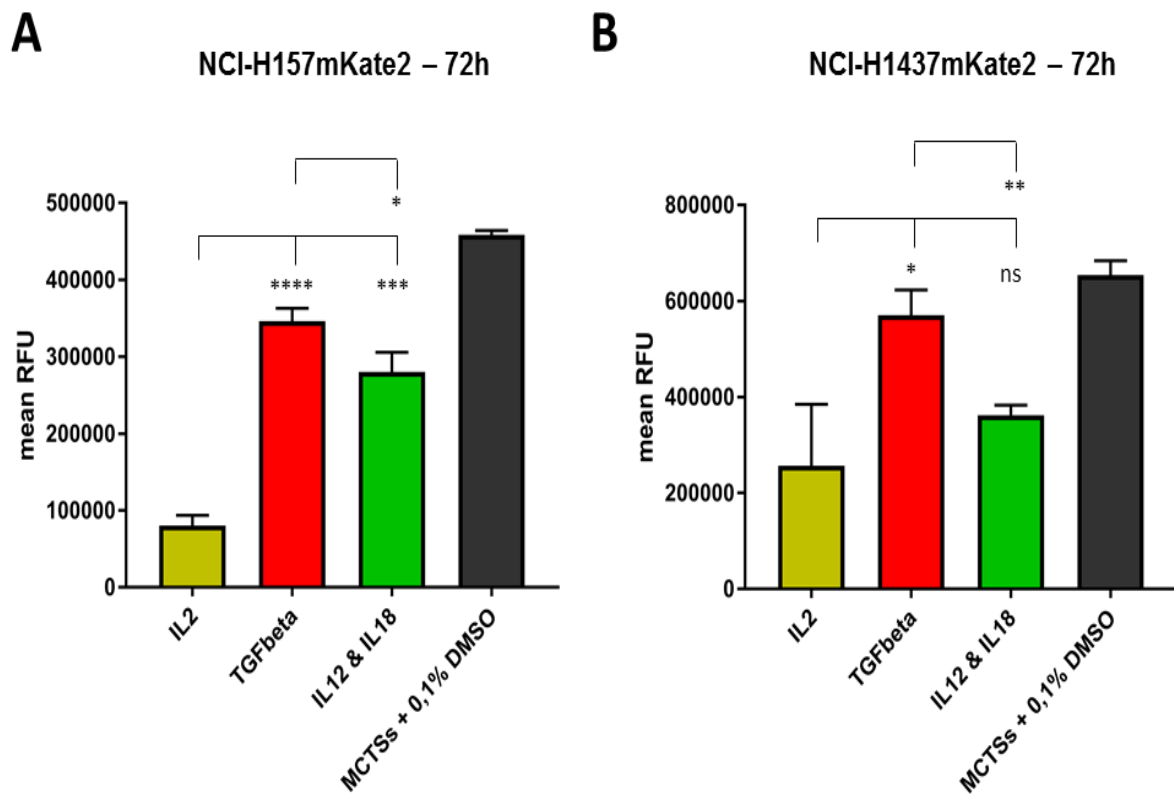 A
NCI-H157mKate2 – 72h
*
**** ***
500000
400000
300000
200000
100000
0
mean RFU
IL2
TGFbeta
IL12 & IL18
MCTSs + 0,1% DMSO
B
NCI-H1437mKate2 – 72h
**
* ns
800000
600000
400000
200000
0
mean RFU
IL2
TGFbeta
IL12 & IL18
MCTSs + 0,1% DMSO